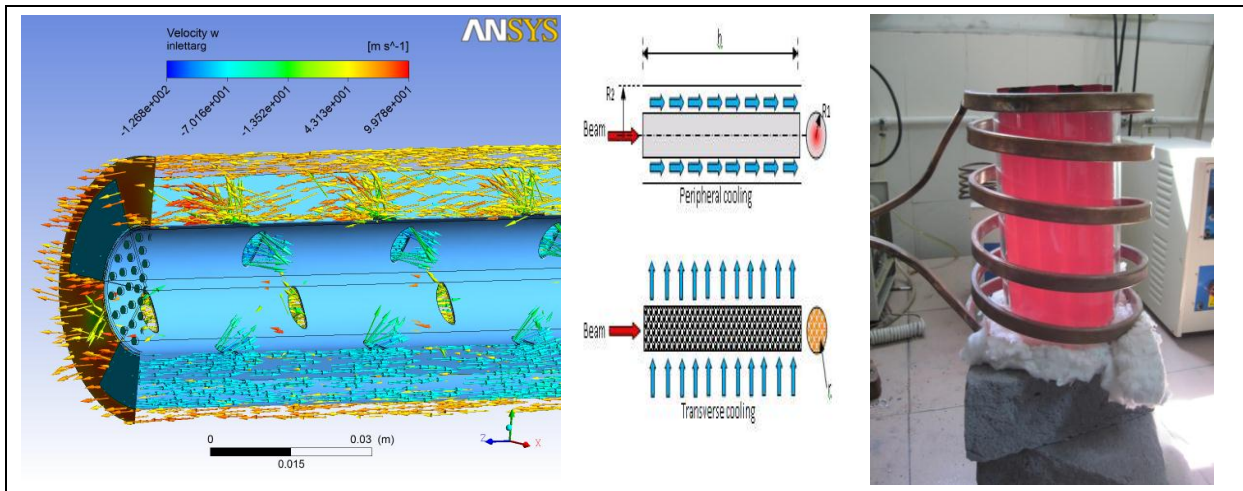 Velocity w
inlettarg
[m s^-1]
ANSYS
-1.268e+002
-7.016e+001
-1.352e+001
4.313e+001
9.978e+001
0
0.03 (m)
0.015
Z
X
h
R2
R1
Beam
Peripheral cooling
Beam
r
Transverse cooling